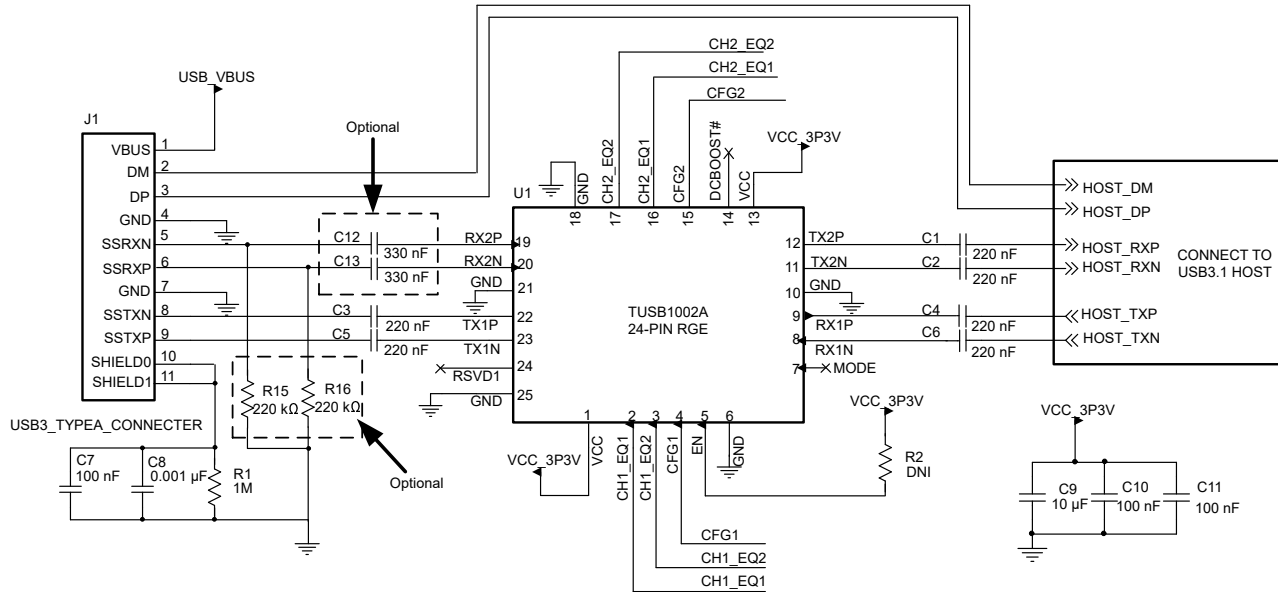 CH2_EQ2
CH2_EQ1
CFG2
USB_VBUS
J1
Optional
VCC_3P3V
VBUS 1
DM 2
DP 3
GND 4
SSRXN 5
SSRXP 6
GND 7
SSTXN 8
SSTXP 9
SHIELD0 10
SHIELD1 11
USB3_TYPEA_CONNECTER
C12
330 nF
C13
330 nF
C3
220 nF
C5
220 nF
R15
220 kΩ
R16
220 kΩ
Optional
C7
100 nF
C8
0.001 µF
R1
1M
U1
GND
18
CH2_EQ2
17
CH2_EQ1
16
CFG2
15
DCBOOST#
14
VCC
13
RX2P 19
RX2N 20
GND 21
22
TX1P 23
TX1N
24
RSVD1
25
GND
TUSB1002A
24-PIN RGE
12 TX2P
11 TX2N
10 GND
9
RX1P
8
RX1N
7 MODE
1
VCC
2
CH1_EQ1
3
CH1_EQ2
4
CFG1
5
EN
6
GND
VCC_3P3V
CFG1
CH1_EQ2
CH1_EQ1
VCC_3P3V
R2
DNI
C1
220 nF
C2
220 nF
C4
220 nF
C6
220 nF
HOST_DM
HOST_DP
HOST_RXP
HOST_RXN
HOST_TXP
HOST_TXN
CONNECT TO
USB3.1 HOST
VCC_3P3V
C9
10 µF
C10
100 nF
C11
100 nF